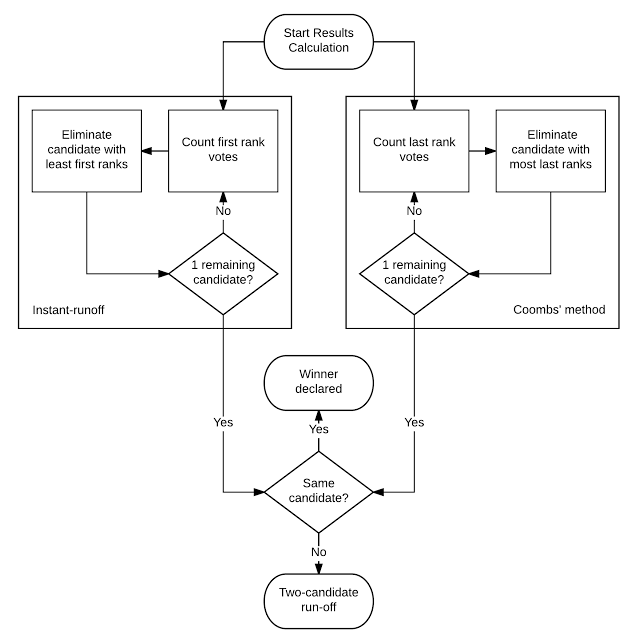 Start Results
Calculation
Eliminate
candidate with
least first ranks
Count first rank
votes
Count last rank
votes
Eliminate
candidate with
most last ranks
No
No
1 remaining
candidate?
1 remaining
candidate?
Instant-runoff
Coombs' method
Winner
declared
Yes
Yes
Yes
Same
candidate?
No
Two-candidate
run-off